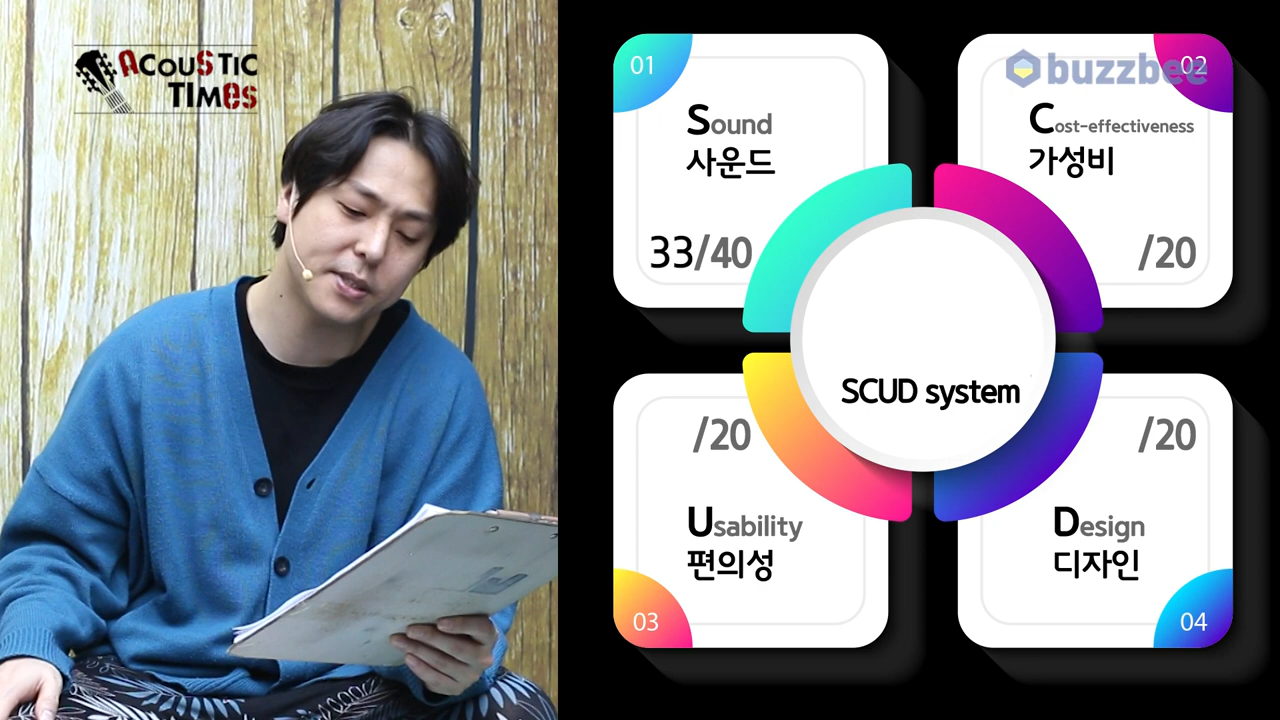 ACOUSTIC
TIMES
buzzbee
01
Sound
사운드
33/40
02
Cost-effectiveness
가성비
/20
SCUD system
/20
Usability
편의성
03
/20
Design
디자인
04